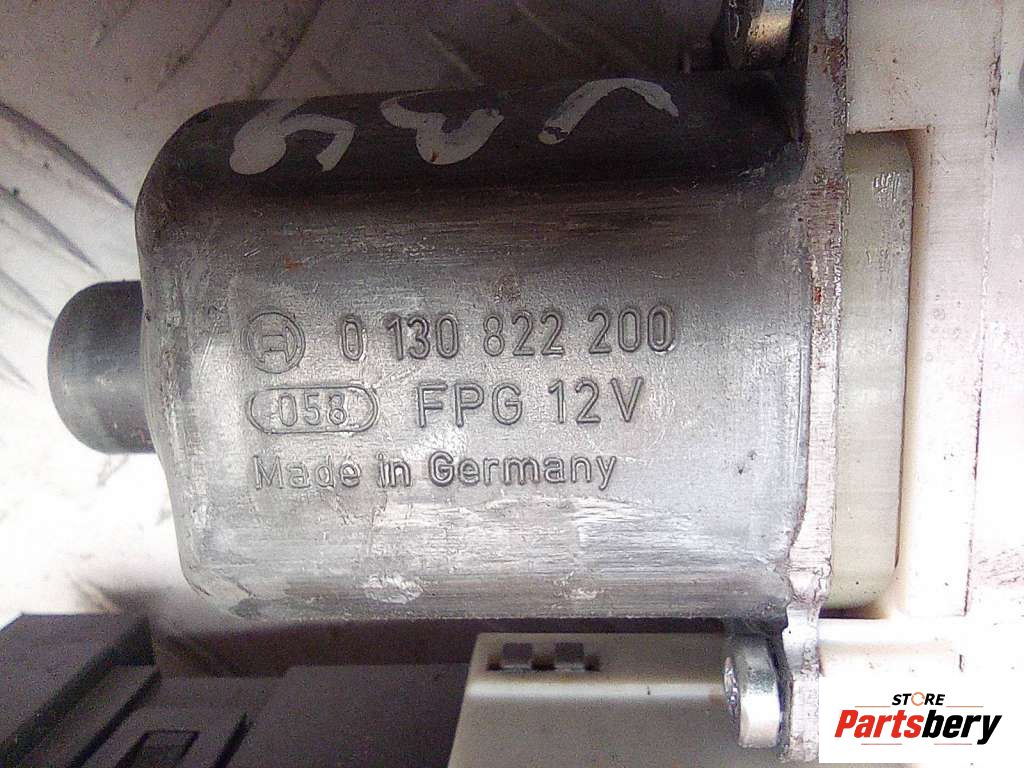 0 130 822 200
058 FPG 12V
Made in Germany
STORE
Partsbery